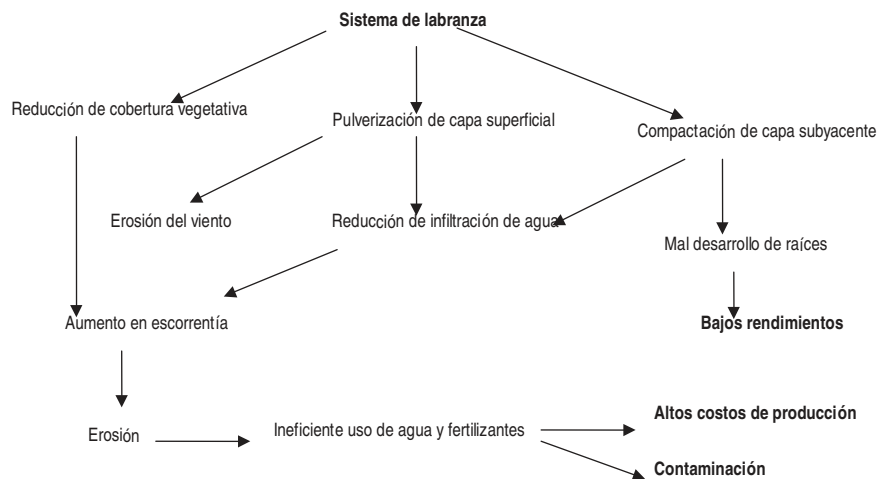 Sistema de labranza
Reducción de cobertura vegetativa
Pulverización de capa superficial
Compactación de capa subyacente
Erosión del viento
Reducción de infiltración de agua
Mal desarrollo de raíces
Aumento en escorrentía
Bajos rendimientos
Erosión
Ineficiente uso de agua y fertilizantes
Altos costos de producción
Contaminación